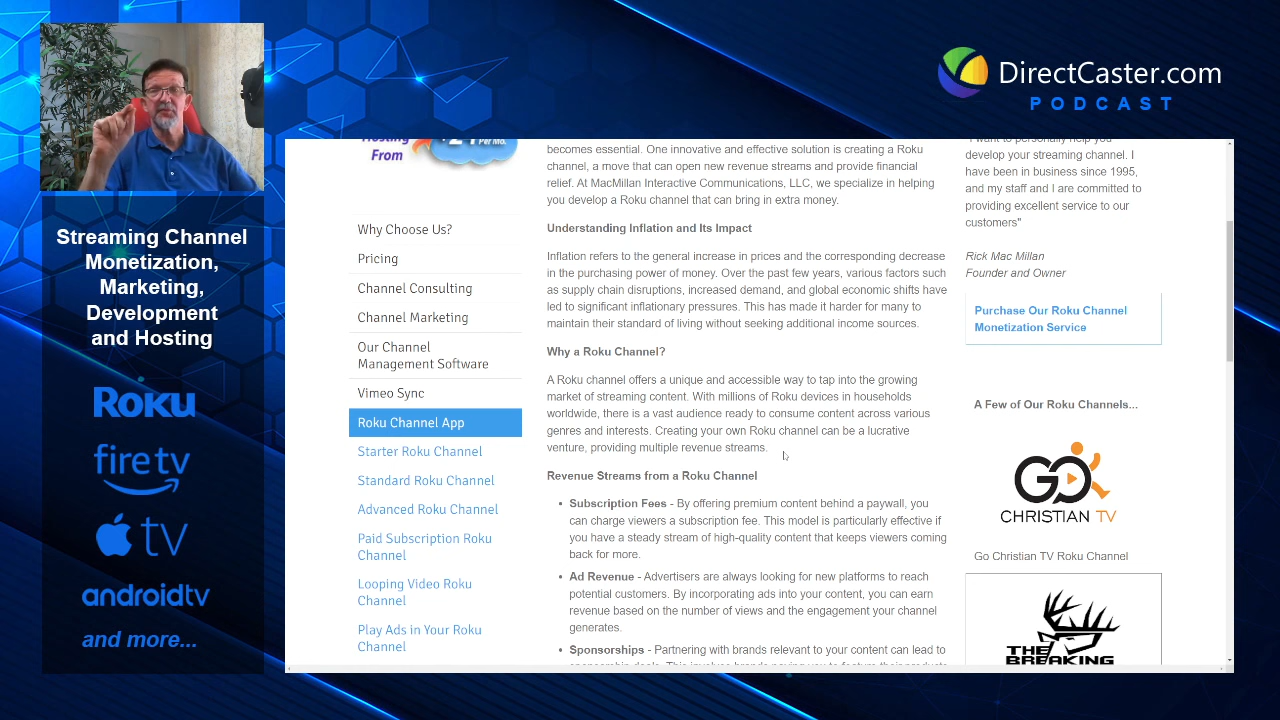 DirectCaster.com
PODCAST
Streaming Channel
Monetization,
Marketing,
Development
and Hosting
Roku
fire tv
tv
androidtv
and more...
Hosting
From
Per Mo.
Why Choose Us?
Pricing
Channel Consulting
Channel Marketing
Our Channel
Management Software
Vimeo Sync
Roku Channel App
Starter Roku Channel
Standard Roku Channel
Advanced Roku Channel
Paid Subscription Roku
Channel
Looping Video Roku
Channel
Play Ads in Your Roku
Channel
becomes essential. One innovative and effective solution is creating a Roku
channel, a move that can open new revenue streams and provide financial
relief. At MacMillan Interactive Communications, LLC, we specialize in helping
you develop a Roku channel that can bring in extra money.
Understanding Inflation and Its Impact
Inflation refers to the general increase in prices and the corresponding decrease
in the purchasing power of money. Over the past few years, various factors such
as supply chain disruptions, increased demand, and global economic shifts have
led to significant inflationary pressures. This has made it harder for many to
maintain their standard of living without seeking additional income sources.
Why a Roku Channel?
A Roku channel offers a unique and accessible way to tap into the growing
market of streaming content. With millions of Roku devices in households
worldwide, there is a vast audience ready to consume content across various
genres and interests. Creating your own Roku channel can be a lucrative
venture, providing multiple revenue streams.
Revenue Streams from a Roku Channel
• Subscription Fees - By offering premium content behind a paywall, you
can charge viewers a subscription fee. This model is particularly effective if
you have a steady stream of high-quality content that keeps viewers coming
back for more.
• Ad Revenue - Advertisers are always looking for new platforms to reach
potential customers. By incorporating ads into your content, you can earn
revenue based on the number of views and the engagement your channel
generates.
• Sponsorships - Partnering with brands relevant to your content can lead to
sponsorship deals. This involves brands paying you to feature their products
"I want to personally help you
develop your streaming channel. I
have been in business since 1995,
and my staff and I are committed to
providing excellent service to our
customers"
Rick Mac Millan
Founder and Owner
Purchase Our Roku Channel
Monetization Service
A Few of Our Roku Channels...
GO
CHRISTIAN TV
Go Christian TV Roku Channel
THE
BREAKING